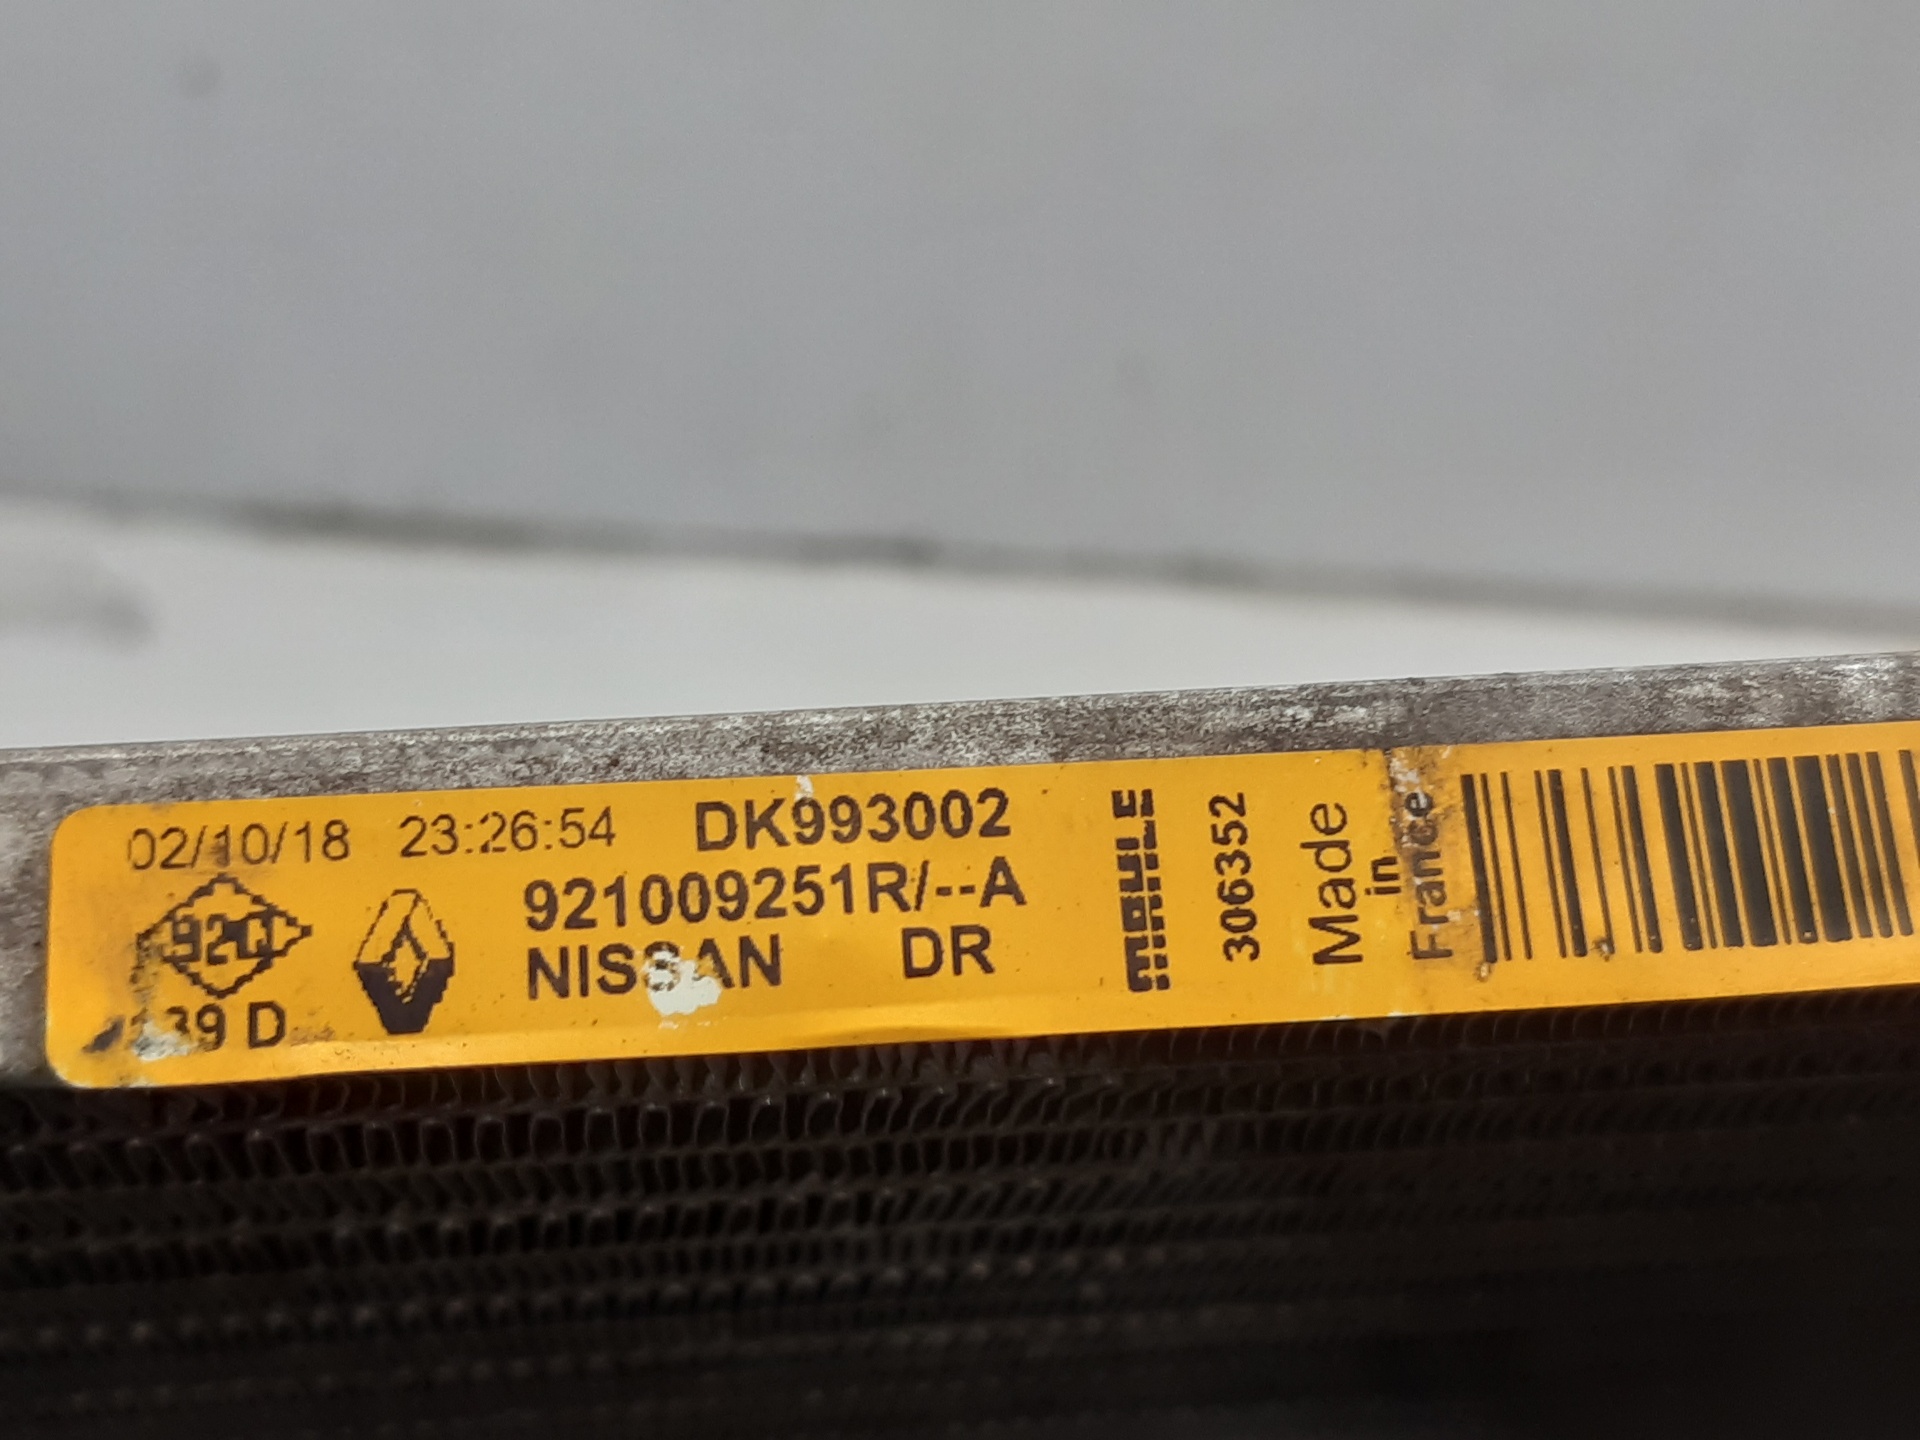 02/10/18 23:26:54 DK993002
921009251R/--A
NISSAN DR
39 D
MAHLE
306352
Made
in
France